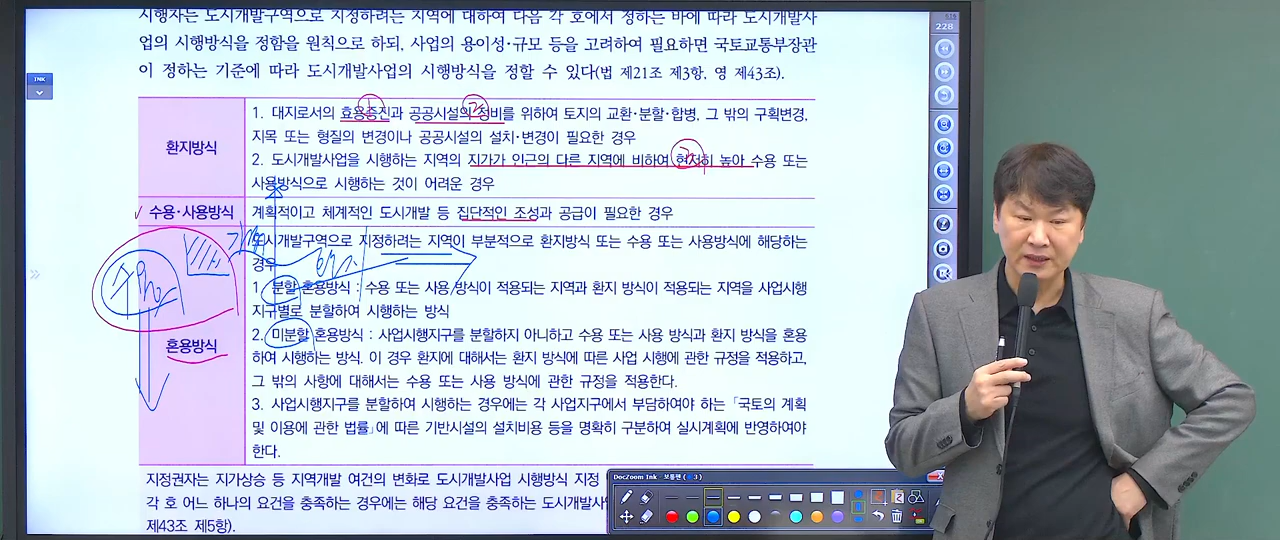 시행자는 도시개발구역으로 지정하려는 지역에 대하여 다음 각 호에서 정하는 바에 따라 도시개발사
업의 시행방식을 정함을 원칙으로 하되, 사업의 용이성·규모 등을 고려하여 필요하면 국토교통부장관
이 정하는 기준에 따라 도시개발사업의 시행방식을 정할 수 있다(법 제21조 제3항, 영 제43조).
환지방식
1. 대지로서의 효용증진과 공공시설의 정비를 위하여 토지의 교환·분할·합병, 그 밖의 구획변경,
지목 또는 형질의 변경이나 공공시설의 설치·변경이 필요한 경우
2. 도시개발사업을 시행하는 지역의 지가가 인근의 다른 지역에 비하여 현저히 높아 수용 또는
사용방식으로 시행하는 것이 어려운 경우
수용·사용방식
계획적이고 체계적인 도시개발 등 집단적인 조성과 공급이 필요한 경우
혼용방식
도시개발구역으로 지정하려는 지역이 부분적으로 환지방식 또는 수용 또는 사용방식에 해당하는
경우
1. 분할 혼용방식 : 수용 또는 사용 방식이 적용되는 지역과 환지 방식이 적용되는 지역을 사업시행
지구별로 분할하여 시행하는 방식
2. 미분할 혼용방식 : 사업시행지구를 분할하지 아니하고 수용 또는 사용 방식과 환지 방식을 혼용
하여 시행하는 방식. 이 경우 환지에 대해서는 환지 방식에 따른 사업 시행에 관한 규정을 적용하고,
그 밖의 사항에 대해서는 수용 또는 사용 방식에 관한 규정을 적용한다.
3. 사업시행지구를 분할하여 시행하는 경우에는 각 사업지구에서 부담하여야 하는 「국토의 계획
및 이용에 관한 법률」에 따른 기반시설의 설치비용 등을 명확히 구분하여 실시계획에 반영하여야
한다.
지정권자는 지가상승 등 지역개발 여건의 변화로 도시개발사업 시행방식 지정
각 호 어느 하나의 요건을 충족하는 경우에는 해당 요건을 충족하는 도시개발사
제43조 제5항).
수용
환지
INK
228
DocZoom Ink - 보통펜 ( 3 )